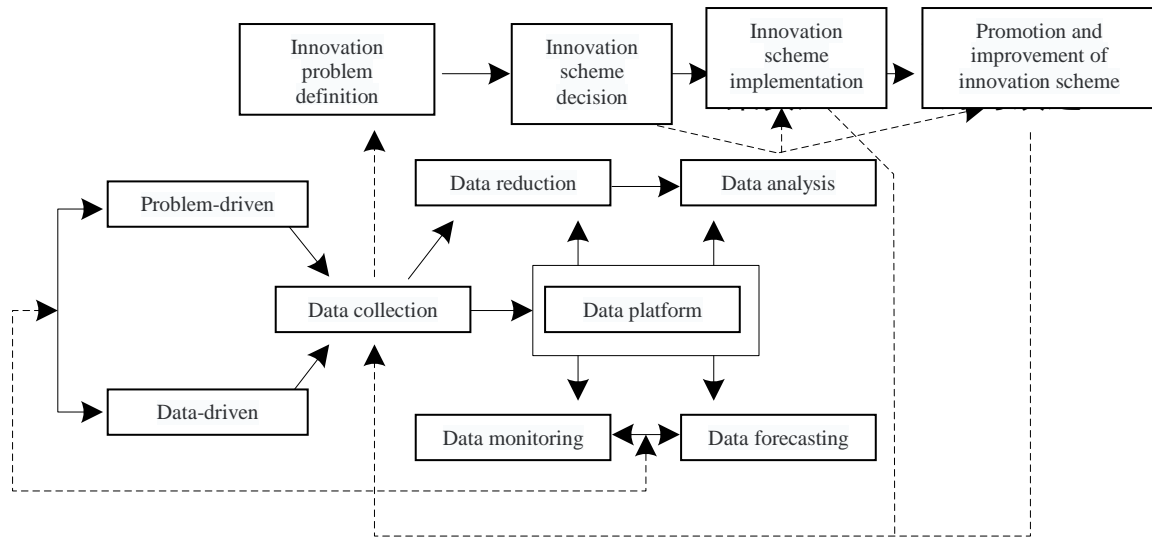 Innovation
problem
definition
Innovation
scheme
decision
Innovation
scheme
implementation
Promotion and
improvement of
innovation scheme
Data reduction
Data analysis
Problem-driven
Data collection
Data platform
Data-driven
Data monitoring
Data forecasting